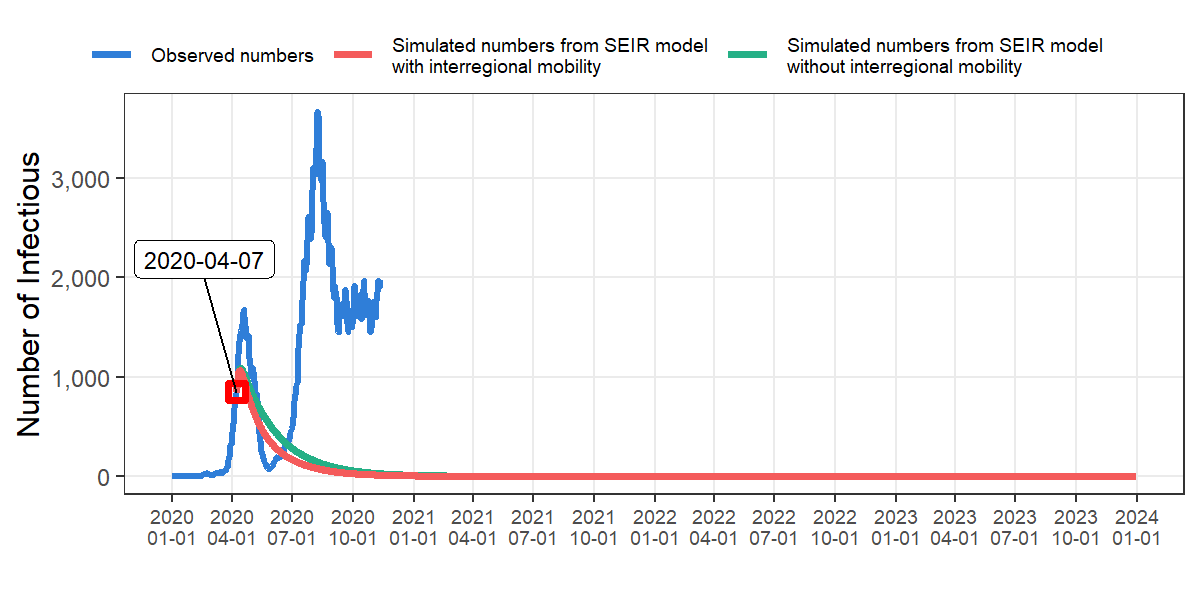 Observed numbers
Simulated numbers from SEIR model
with interregional mobility
Simulated numbers from SEIR model
without interregional mobility
Number of Infectious
3,000
2,000
1,000
0
2020-04-07
2020 2020 2020 2020 2021 2021 2021 2021 2022 2022 2022 2022 2023 2023 2023 2023 2024
01-01 04-01 07-01 10-01 01-01 04-01 07-01 10-01 01-01 04-01 07-01 10-01 01-01 04-01 07-01 10-01 01-01